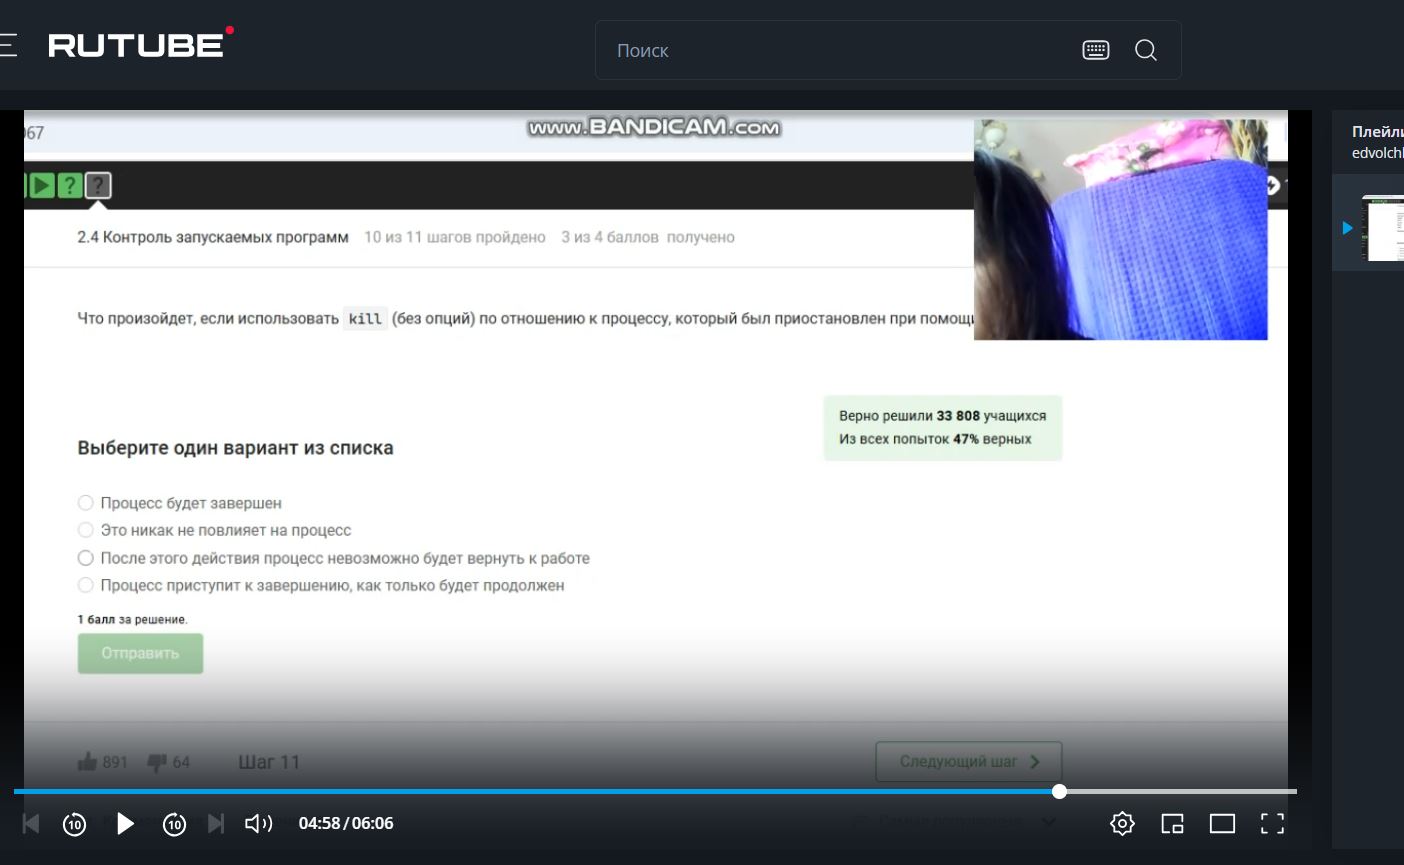 RUTUBE
Поиск
067
www.BANDICAM.com
Плейли
edvolchl
2.4 Контроль запускаемых программ 10 из 11 шагов пройдено 3 из 4 баллов получено
Что произойдет, если использовать kill (без опций) по отношению к процессу, который был приостановлен при помощи
Верно решили 33 808 учащихся
Из всех попыток 47% верных
Выберите один вариант из списка
Процесс будет завершен
Это никак не повлияет на процесс
После этого действия процесс невозможно будет вернуть к работе
Процесс приступит к завершению, как только будет продолжен
1 балл за решение.
Отправить
891 64 Шаг 11
Следующий шаг
10 10 04:58/06:06